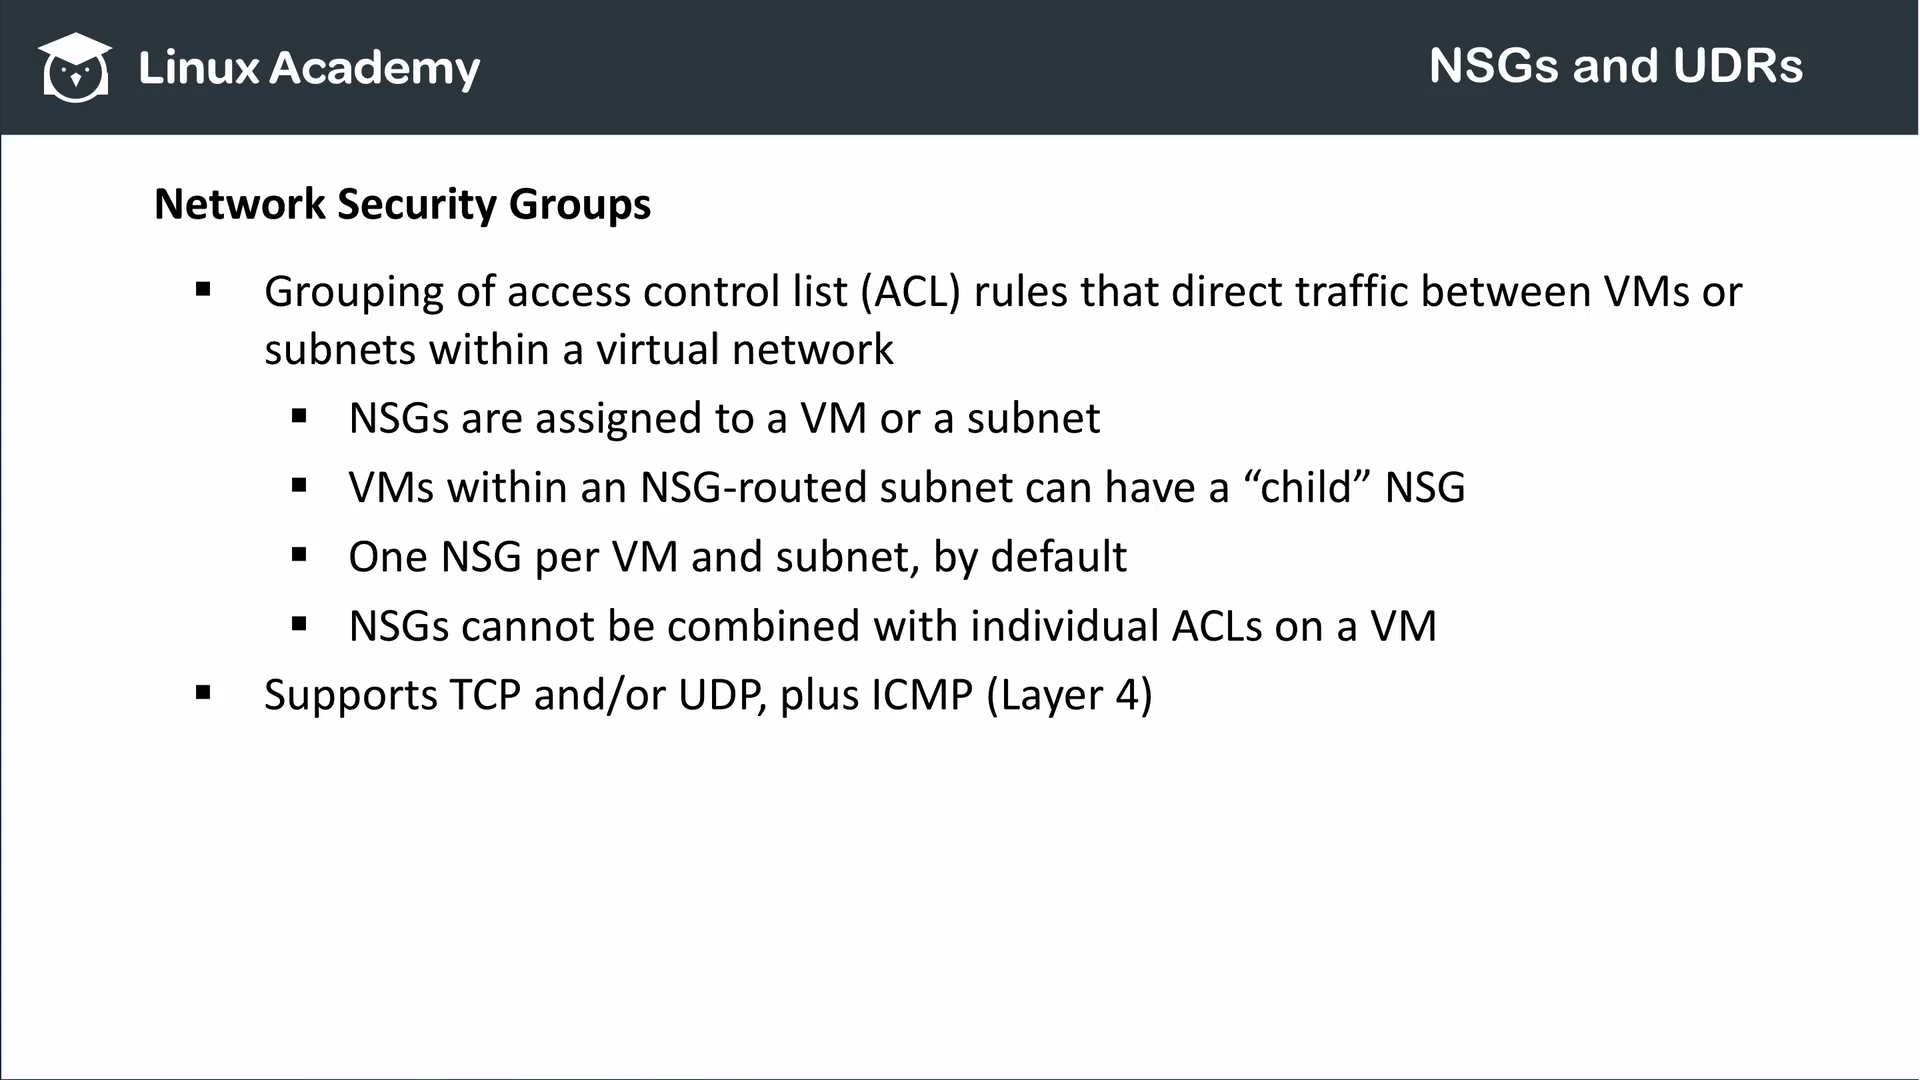 Linux Academy
NSGs and UDRs
Network Security Groups
▪ Grouping of access control list (ACL) rules that direct traffic between VMs or
subnets within a virtual network
▪ NSGs are assigned to a VM or a subnet
▪ VMs within an NSG-routed subnet can have a “child” NSG
▪ One NSG per VM and subnet, by default
▪ NSGs cannot be combined with individual ACLs on a VM
▪ Supports TCP and/or UDP, plus ICMP (Layer 4)